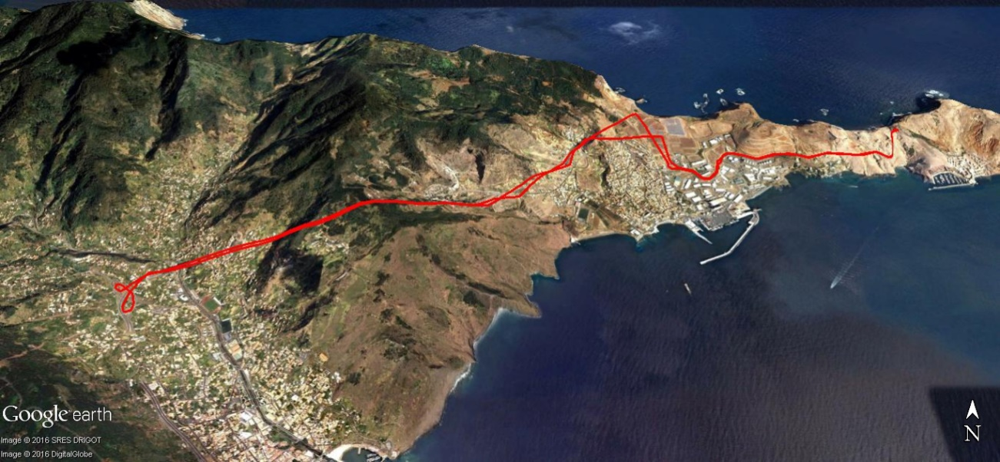 Google earth
Image © 2016 SRES DRIGOT
Image © 2016 DigitalGlobe
N